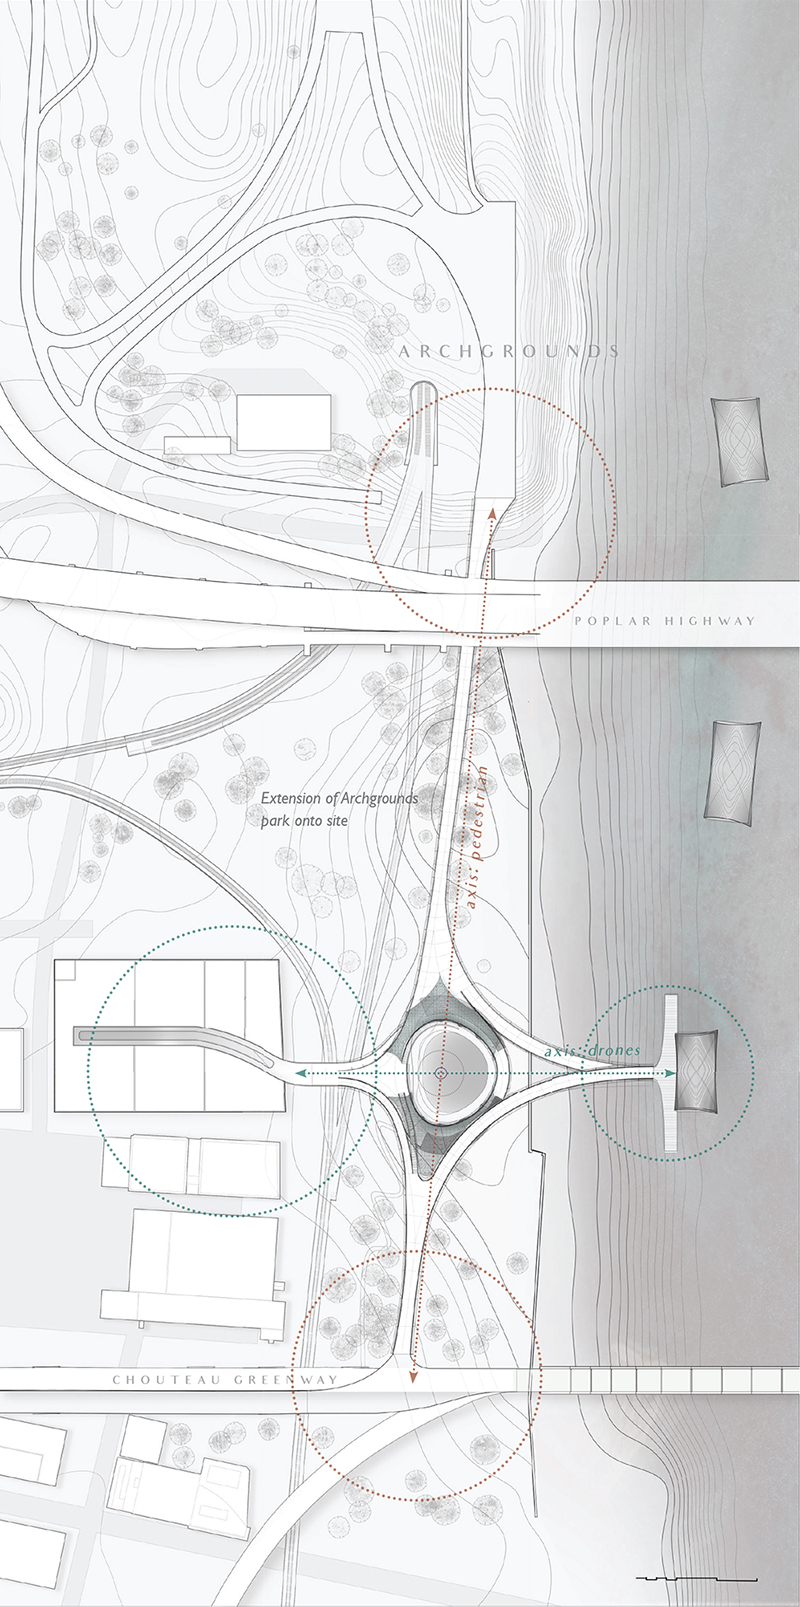 ARCHGROUNDS
POPLAR HIGHWAY
Extension of Archgrounds
park onto site
axis: pedestrian
axis: drones
CHOUTEAU GREENWAY